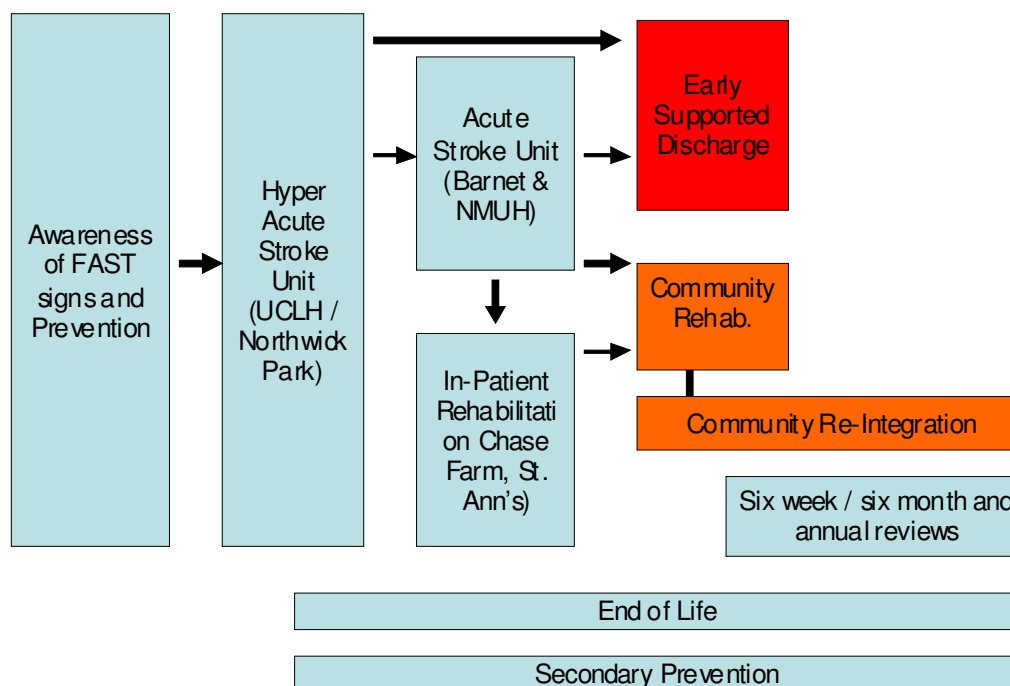 Awareness
of FAST
signs and
Prevention
Hyper
Acute
Stroke
Unit
(UCLH /
Northwick
Park)
Acute
Stroke Unit
(Barnet &
NMUH)
In-Patient
Rehabilitati
on Chase
Farm, St.
Ann's)
Early
Supported
Discharge
Community
Rehab.
Community Re-Integration
Six week / six month and
annual reviews
End of Life
Secondary Prevention